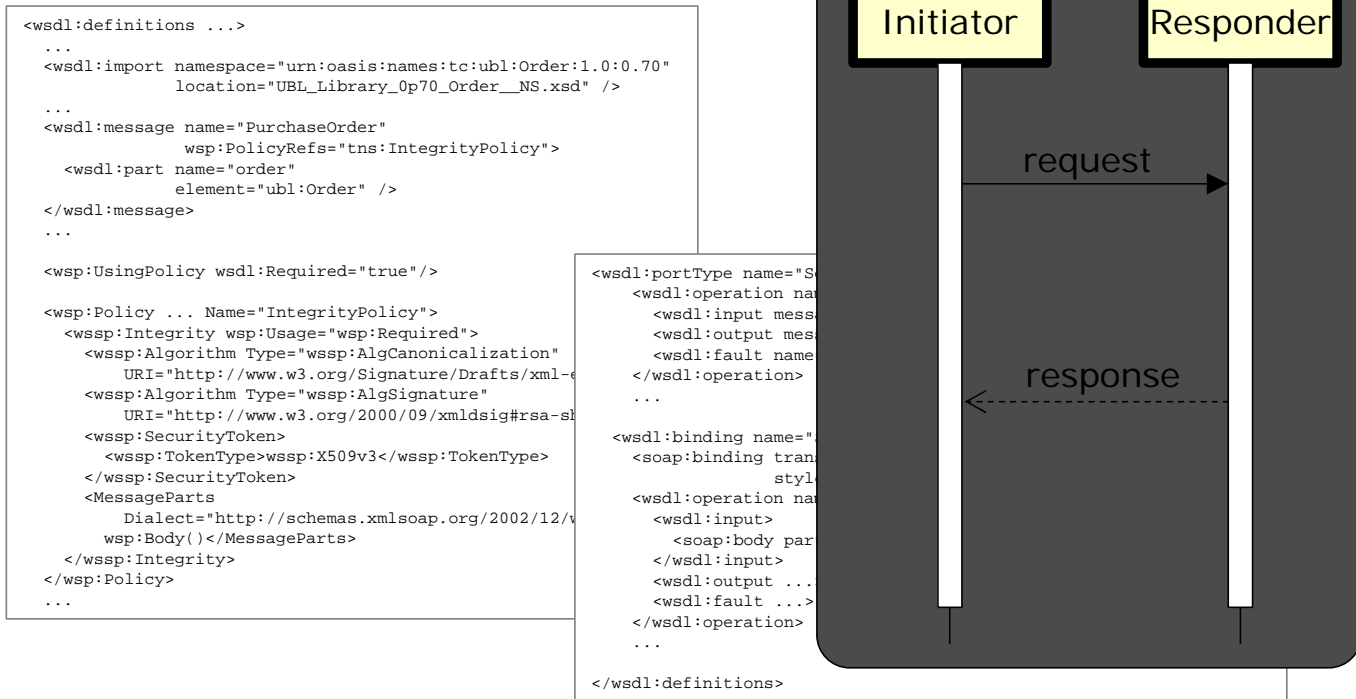 <wsdl:definitions ...>
...
<wsdl:import namespace="urn:oasis:names:tc:ubl:Order:1.0:0.70"
location="UBL_Library_0p70_Order__NS.xsd" />
...
<wsdl:message name="PurchaseOrder"
wsp:PolicyRefs="tns:IntegrityPolicy">
<wsdl:part name="order"
element="ubl:Order" />
</wsdl:message>
...
<wsp:UsingPolicy wsdl:Required="true"/>
<wsp:Policy ... Name="IntegrityPolicy">
<wssp:Integrity wsp:Usage="wsp:Required">
<wssp:Algorithm Type="wssp:AlgCanonicalization"
URI="http://www.w3.org/Signature/Drafts/xml-
<wssp:Algorithm Type="wssp:AlgSignature"
URI="http://www.w3.org/2000/09/xmldsig#rsa-
<wssp:SecurityToken>
<wssp:TokenType>wssp:X509v3</wssp:TokenType>
</wssp:SecurityToken>
<MessageParts
Dialect="http://schemas.xmlsoap.org/2002/12/
wsp:Body()</MessageParts>
</wssp:Integrity>
</wsp:Policy>
...
<wsdl:portType name="S
<wsdl:operation na
<wsdl:input mess
<wsdl:output mes
<wsdl:fault name
</wsdl:operation>
...
<wsdl:binding name="
<soap:binding tran
styl
<wsdl:operation na
<wsdl:input>
<soap:body par
</wsdl:input>
<wsdl:output ...
<wsdl:fault ...>
</wsdl:operation>
...
</wsdl:definitions>
Initiator
Responder
request
response